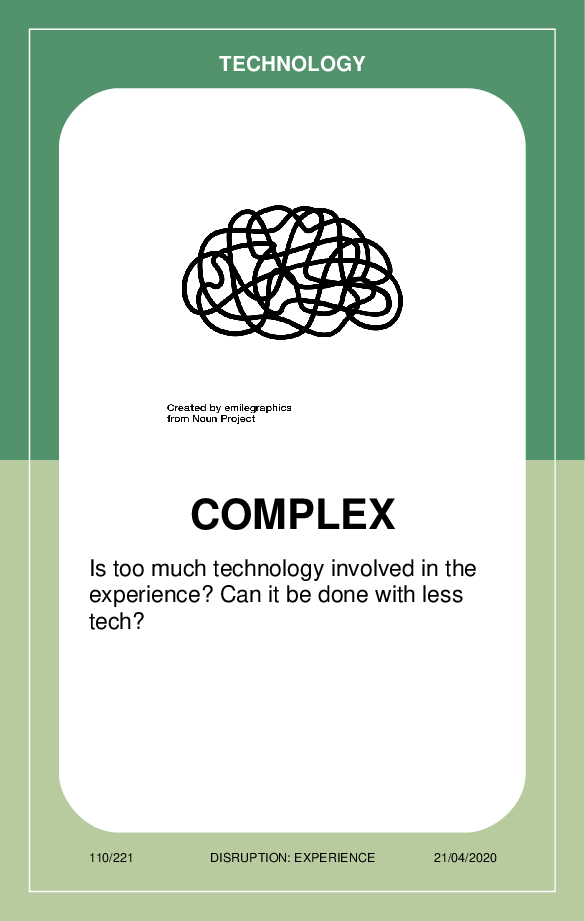 TECHNOLOGY
Created by emilegraphics
from Noun Project
COMPLEX
Is too much technology involved in the
experience? Can it be done with less
tech?
110/221 DISRUPTION: EXPERIENCE 21/04/2020